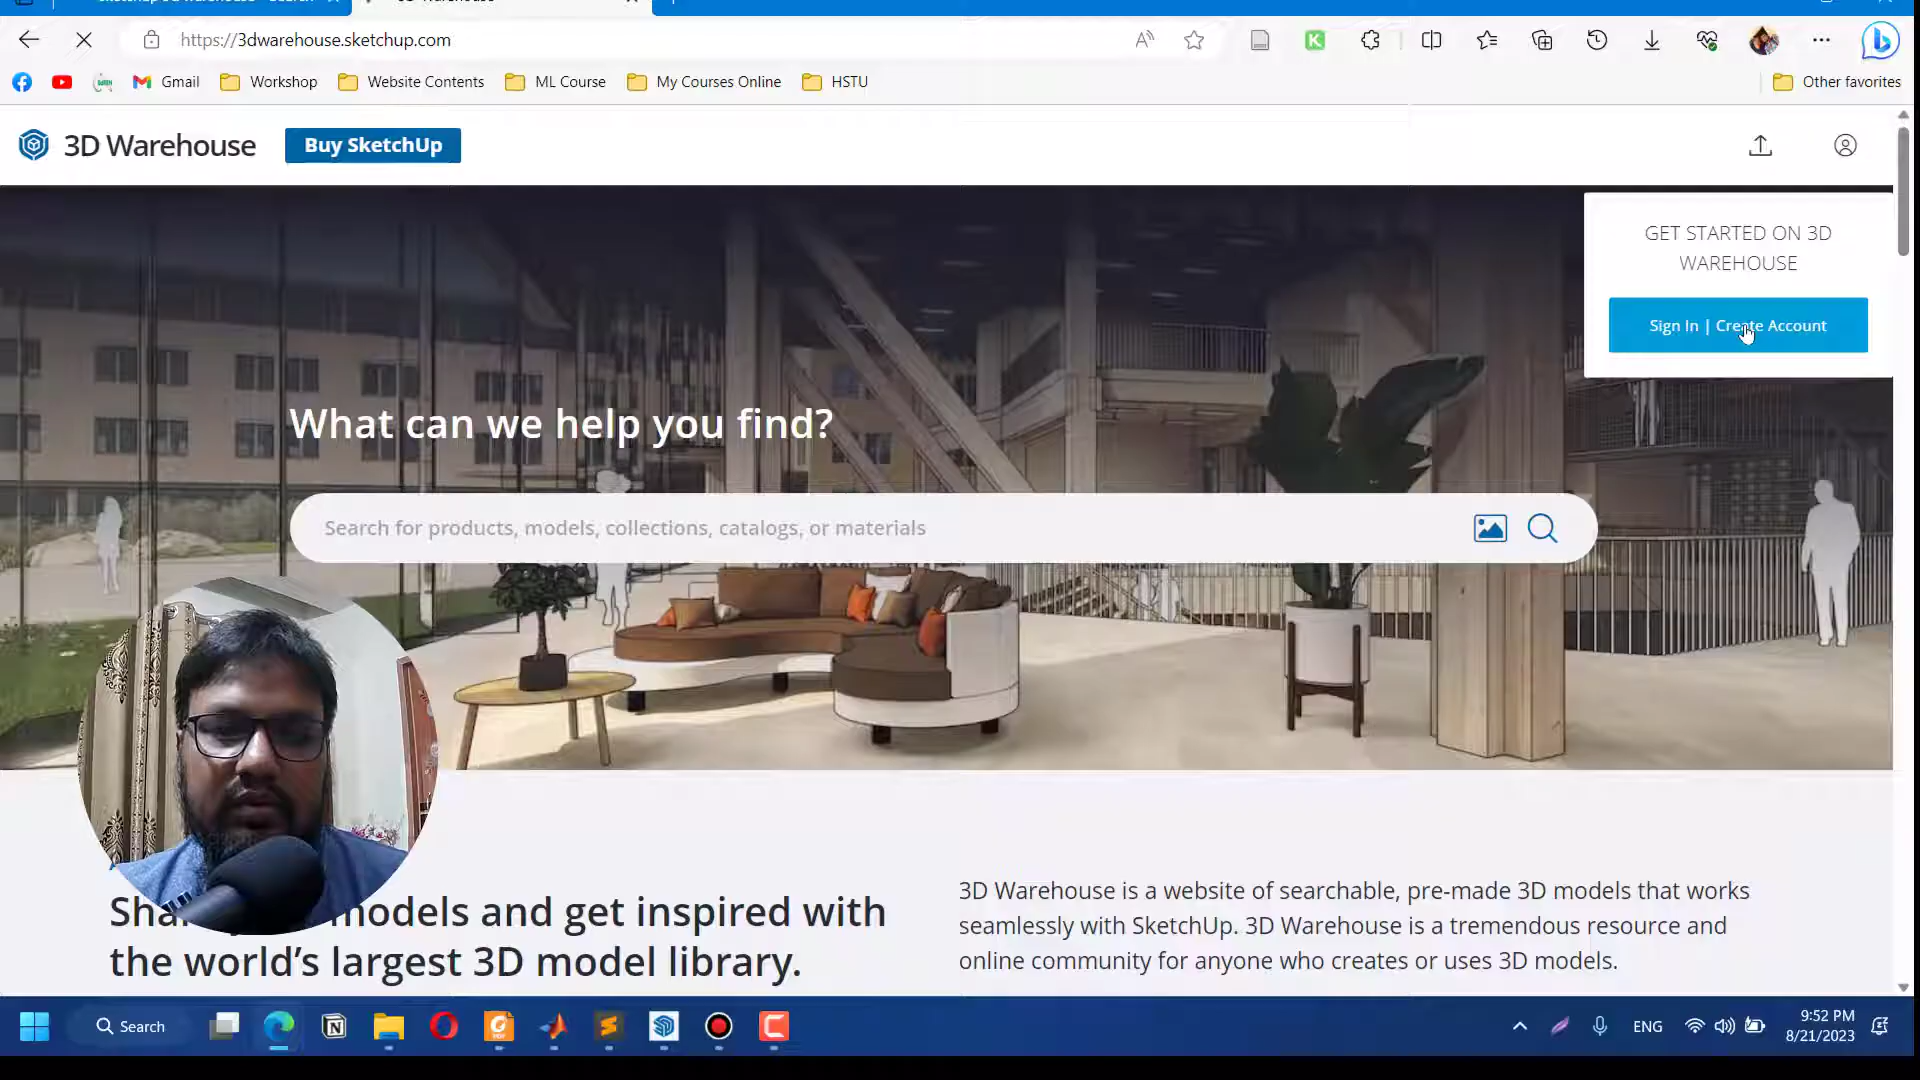 https://3dwarehouse.sketchup.com
Gmail
Workshop
Website Contents
ML Course
My Courses Online
HSTU
Other favorites
3D Warehouse
Buy SketchUp
GET STARTED ON 3D
WAREHOUSE
Sign In | Create Account
What can we help you find?
Search for products, models, collections, catalogs, or materials
models and get inspired with
the world's largest 3D model library.
3D Warehouse is a website of searchable, pre-made 3D models that works
seamlessly with SketchUp. 3D Warehouse is a tremendous resource and
online community for anyone who creates or uses 3D models.
Search
ENG
9:52 PM
8/21/2023